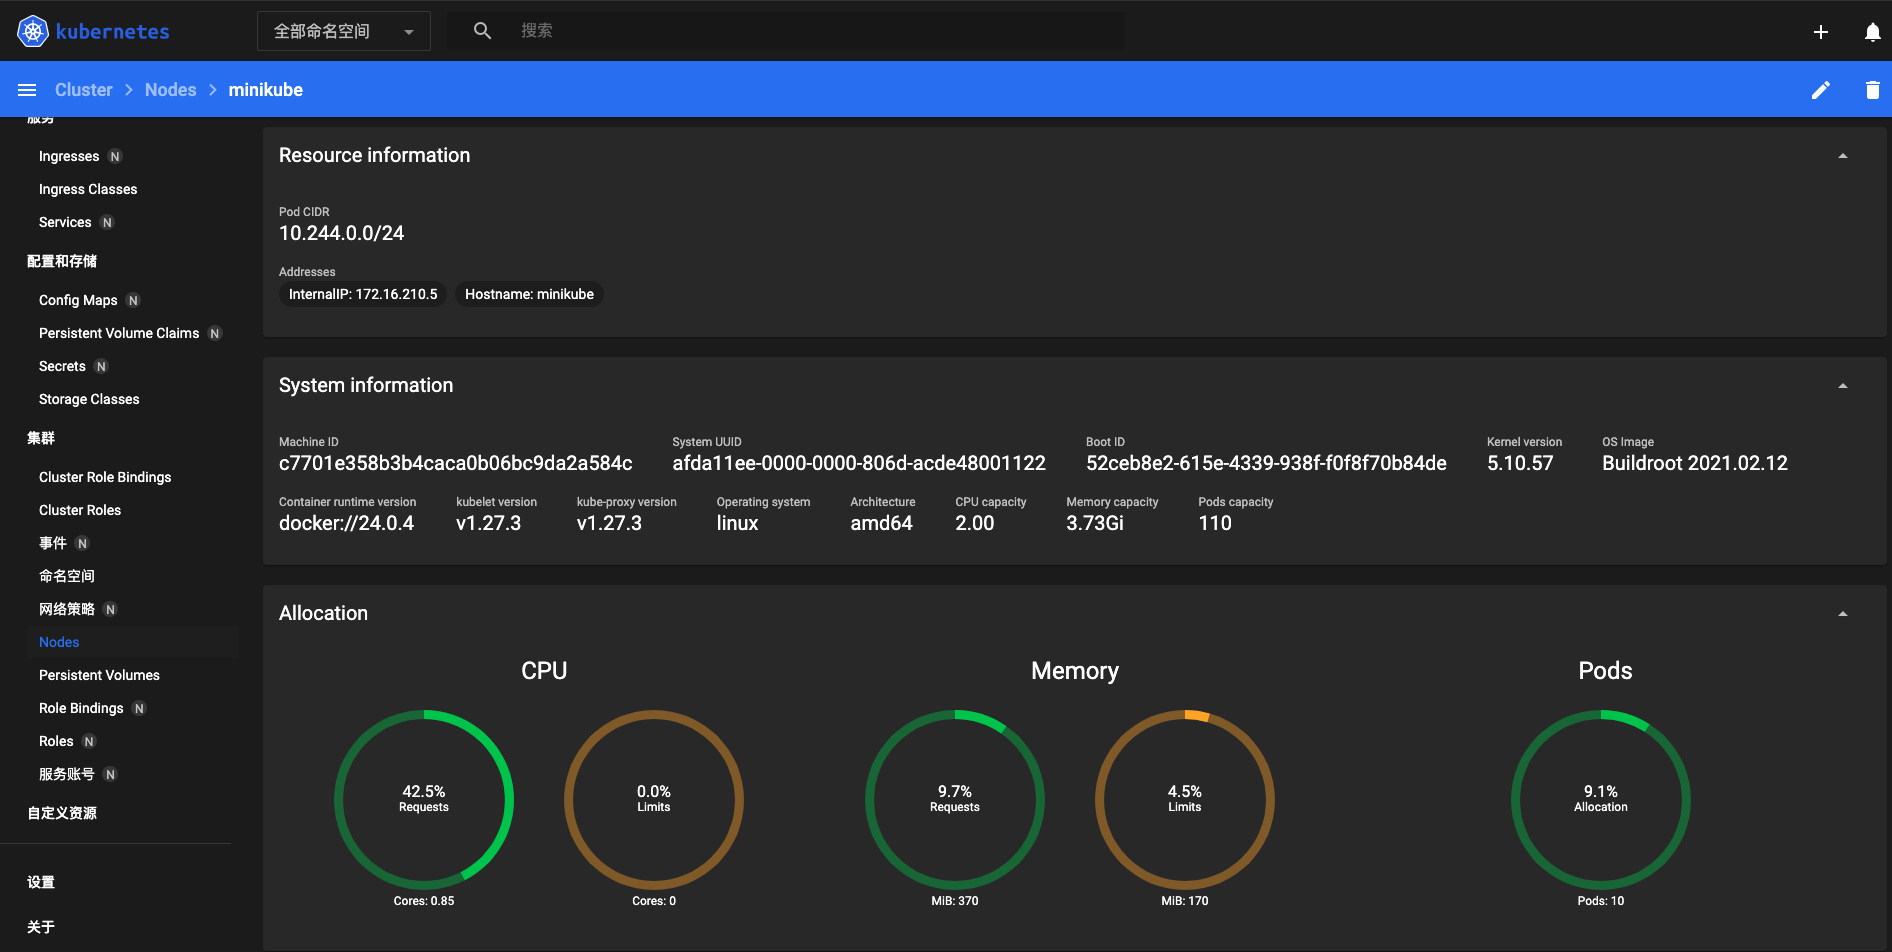 kubernetes
全部命名空间
搜索
Cluster > Nodes > minikube
服务
Ingresses N
Ingress Classes
Services N
配置和存储
Config Maps N
Persistent Volume Claims N
Secrets N
Storage Classes
集群
Cluster Role Bindings
Cluster Roles
事件 N
命名空间
网络策略 N
Nodes
Persistent Volumes
Role Bindings N
Roles N
服务账号 N
自定义资源
设置
关于
Resource information
Pod CIDR
10.244.0.0/24
Addresses
InternalIP: 172.16.210.5 Hostname: minikube
System information
Machine ID System UUID Boot ID Kernel version OS Image
c7701e358b3b4caca0b06bc9da2a584c afda11ee-0000-0000-806d-acde48001122 52ceb8e2-615e-4339-938f-f0f8f70b84de 5.10.57 Buildroot 2021.02.12
Container runtime version kubelet version kube-proxy version Operating system Architecture CPU capacity Memory capacity Pods capacity
docker://24.0.4 v1.27.3 v1.27.3 linux amd64 2.00 3.73Gi 110
Allocation
CPU Memory Pods
42.5% 0.0% 9.7% 4.5% 9.1%
Requests Limits Requests Limits Allocation
Cores: 0.85 Cores: 0 MiB: 370 MiB: 170 Pods: 10